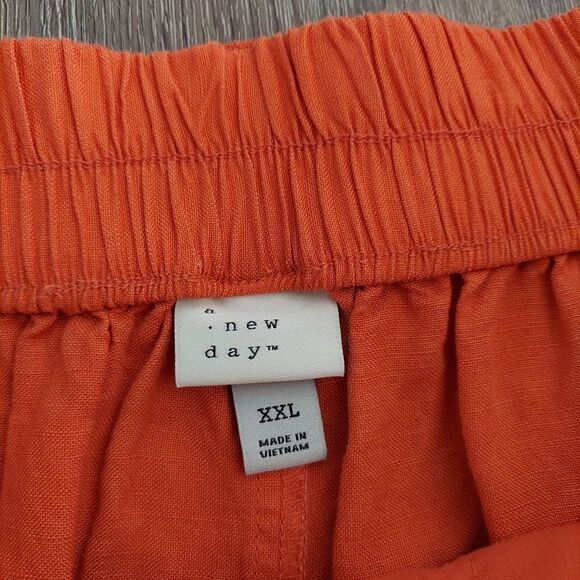 a
· new
day™
XXL
MADE IN
VIETNAM